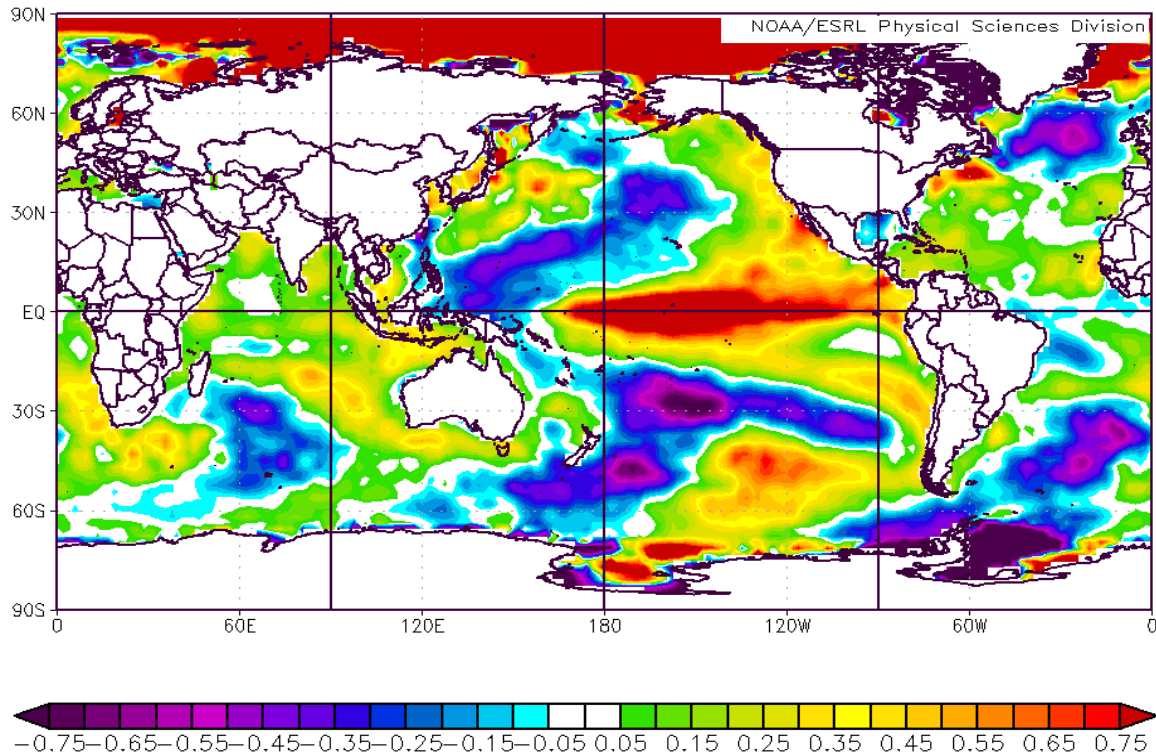 90N
NOAA/ESRL Physical Sciences Division
60N
30N
EQ
30S
60S
90S
0 60E 120E 180 120W 60W 0
−0.75−0.65−0.55−0.45−0.35−0.25−0.15−0.05 0.05 0.15 0.25 0.35 0.45 0.55 0.65 0.75